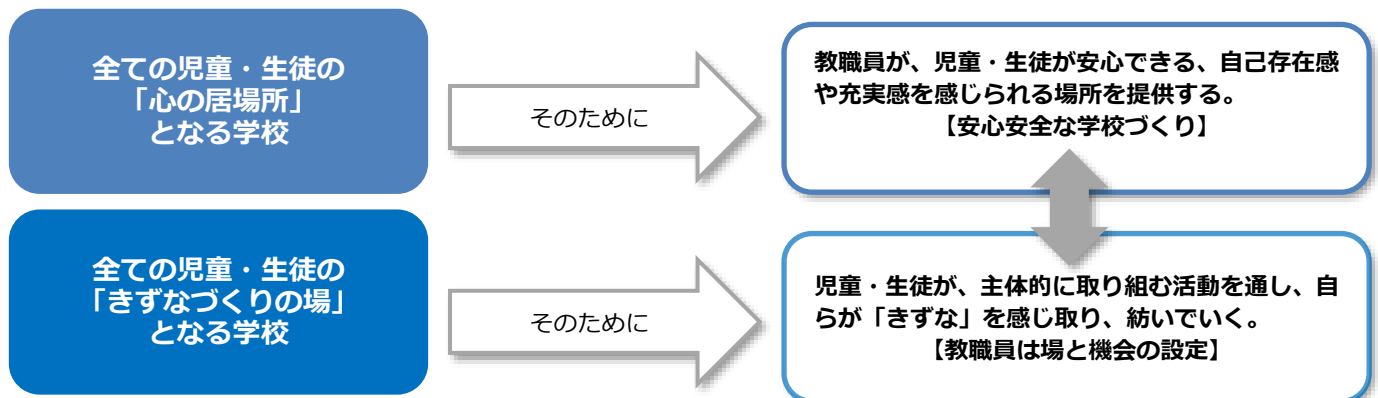 全ての児童・生徒の
「心の居場所」
となる学校
そのために
教職員が、児童・生徒が安心できる、自己存在感
や充実感を感じられる場所を提供する。
【安心安全な学校づくり】
全ての児童・生徒の
「きずなづくりの場」
となる学校
そのために
児童・生徒が、主体的に取り組む活動を通し、自
らが「きずな」を感じ取り、紡いでいく。
【教職員は場と機会の設定】